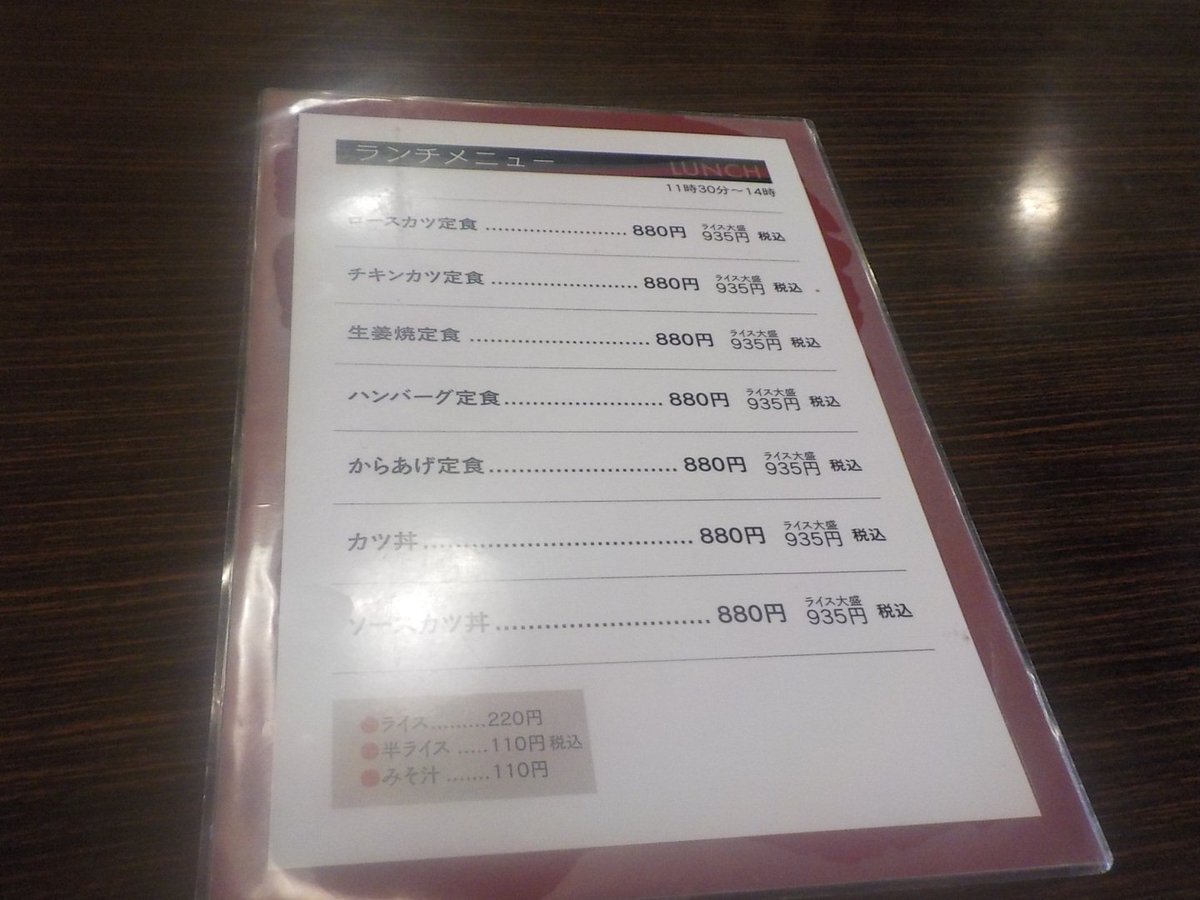 ランチメニュー LUNCH
11時30分～14時
ロースカツ定食 ....................... 880円 ライス大盛 935円 税込
チキンカツ定食 ....................... 880円 ライス大盛 935円 税込
生姜焼定食 ............................ 880円 ライス大盛 935円 税込
ハンバーグ定食 ........................ 880円 ライス大盛 935円 税込
からあげ定食 ........................... 880円 ライス大盛 935円 税込
カツ丼 .................................. 880円 ライス大盛 935円 税込
ソースカツ丼 ........................... 880円 ライス大盛 935円 税込
●ライス.........220円
●半ライス .....110円 税込
●みそ汁 .......110円